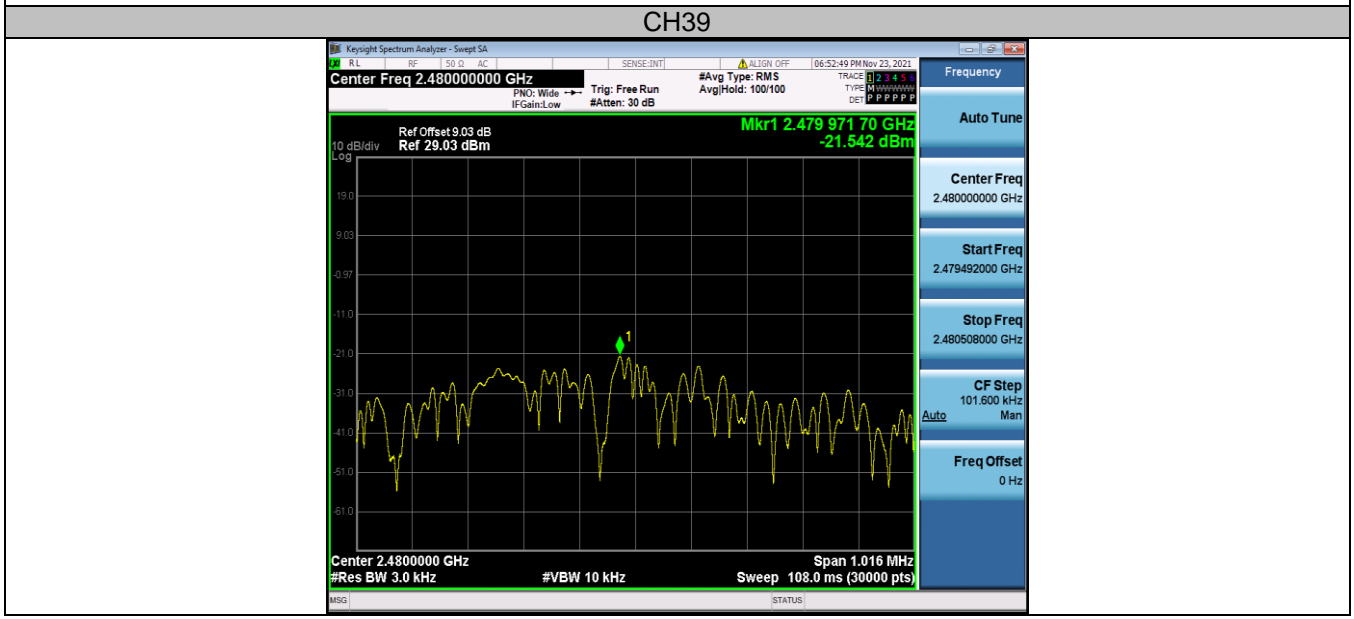 CH39
Keysight Spectrum Analyzer - Swept SA
RL RF 50 Ω AC SENSE:INT ALIGN OFF 06:52:49 PM Nov 23, 2021
Center Freq 2.480000000 GHz
PNO: Wide
IFGain:Low
Trig: Free Run
#Atten: 30 dB
#Avg Type: RMS
Avg|Hold: 100/100
TRACE 1 2 3 4 5 6
TYPE M WWWWW
DET P P P P P P
Mkr1 2.479 971 70 GHz
-21.542 dBm
Ref Offset 9.03 dB
10 dB/div Ref 29.03 dBm
Log
19.0
9.03
-0.97
-11.0
-21.0
-31.0
-41.0
-51.0
-61.0
1
Center 2.4800000 GHz Span 1.016 MHz
#Res BW 3.0 kHz #VBW 10 kHz Sweep 108.0 ms (30000 pts)
MSG STATUS
Frequency
Auto Tune
Center Freq
2.480000000 GHz
Start Freq
2.479492000 GHz
Stop Freq
2.480508000 GHz
CF Step
101.600 kHz
Auto Man
Freq Offset
0 Hz